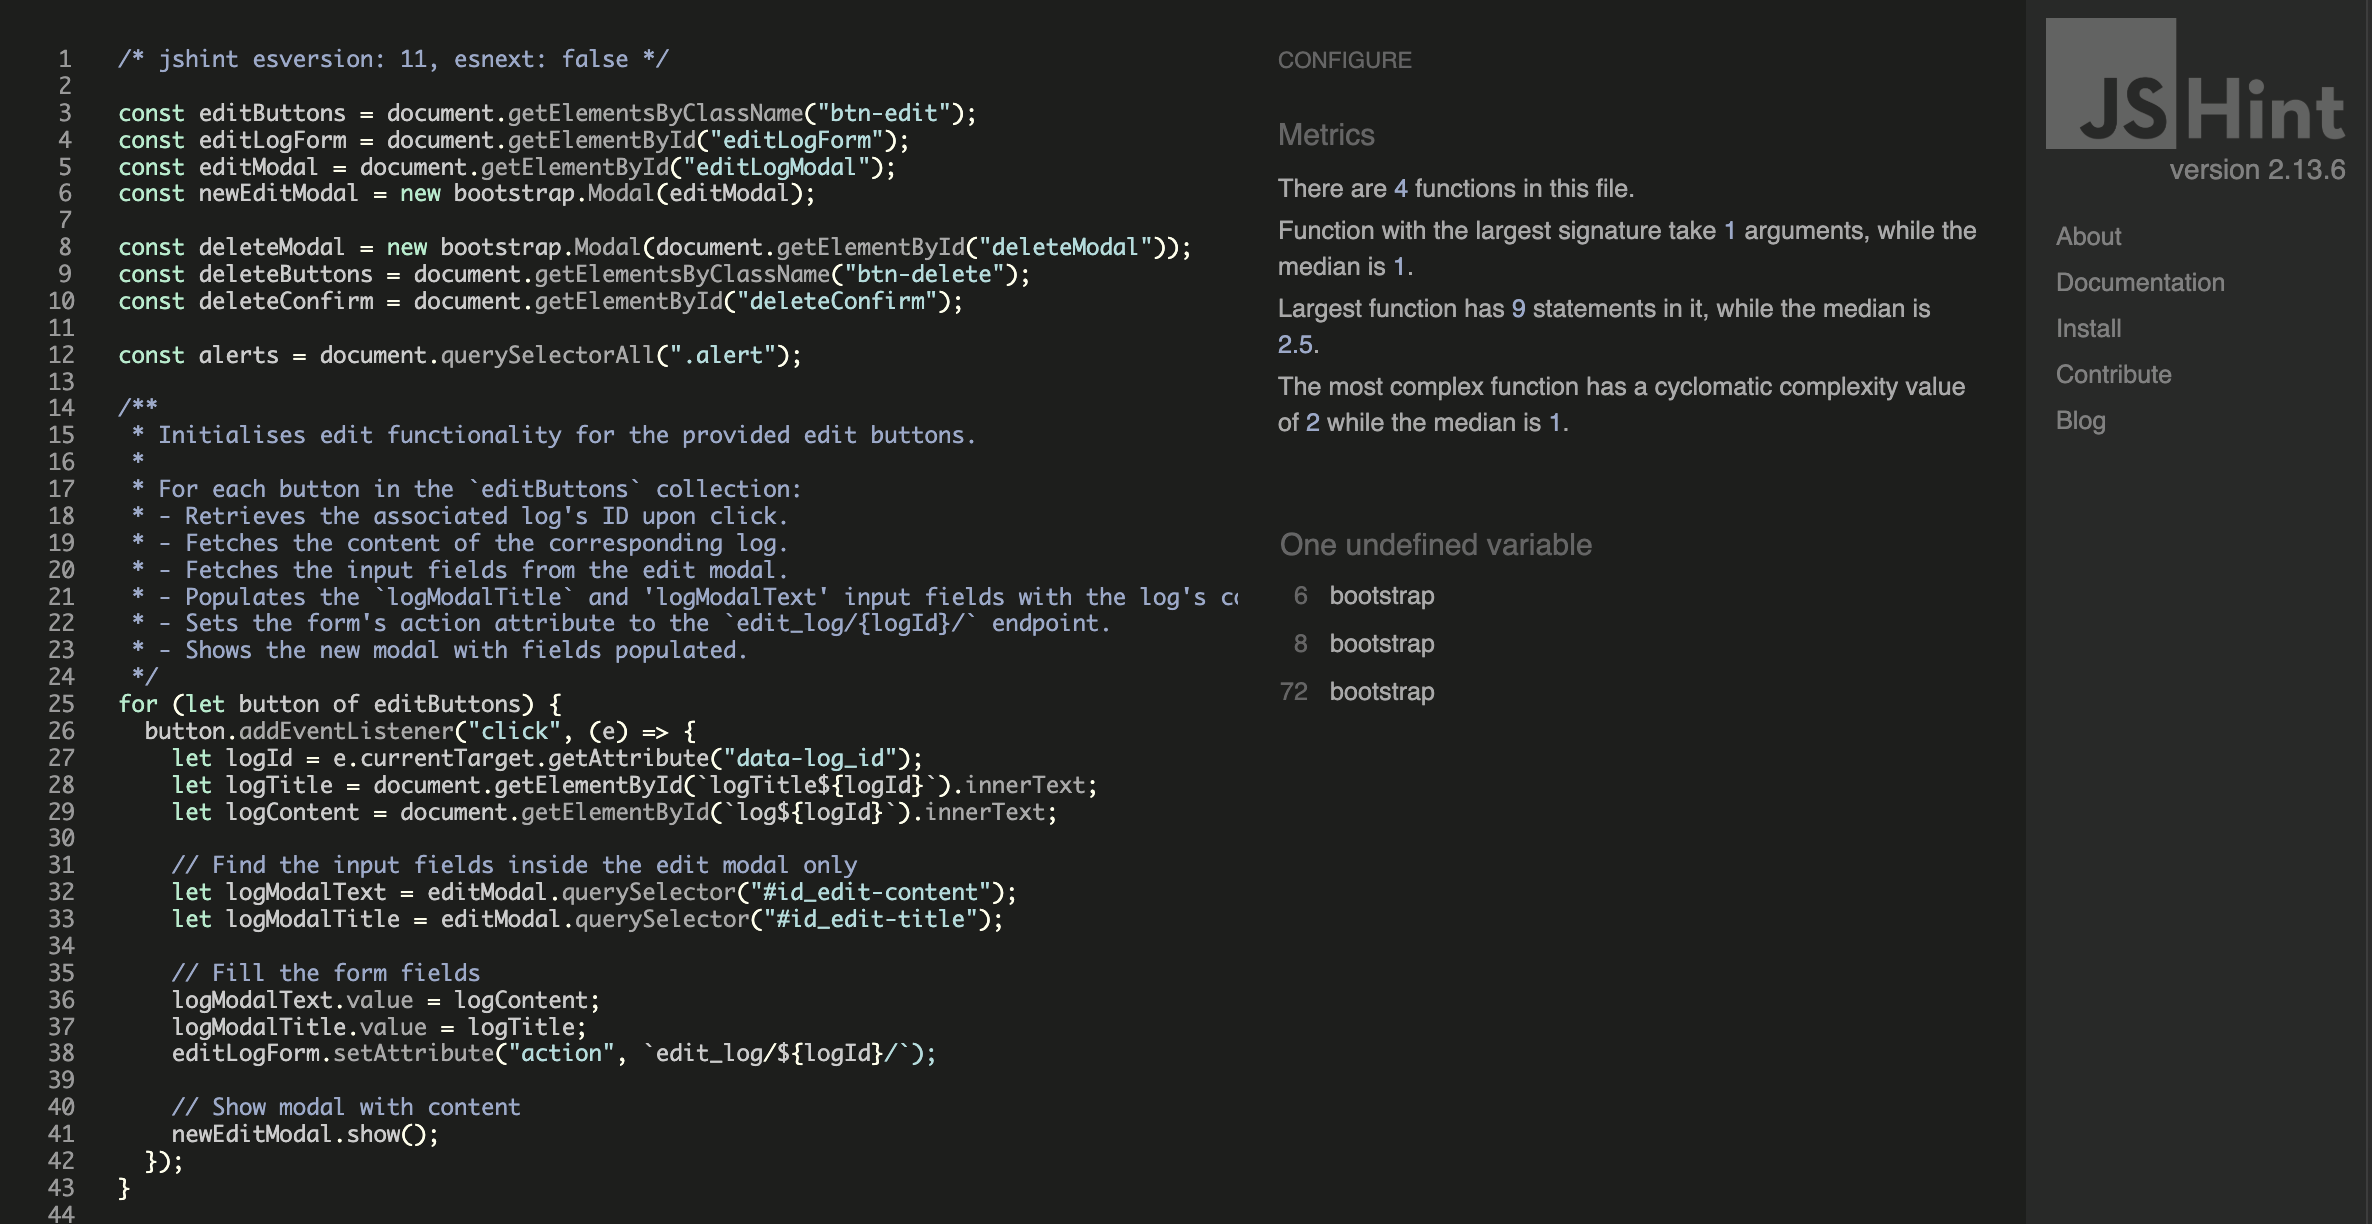 1 /* jshint esversion: 11, esnext: false */
2
3 const editButtons = document.getElementsByClassName("btn-edit");
4 const editLogForm = document.getElementById("editLogForm");
5 const editModal = document.getElementById("editLogModal");
6 const newEditModal = new bootstrap.Modal(editModal);
7
8 const deleteModal = new bootstrap.Modal(document.getElementById("deleteModal"));
9 const deleteButtons = document.getElementsByClassName("btn-delete");
10 const deleteConfirm = document.getElementById("deleteConfirm");
11
12 const alerts = document.querySelectorAll(".alert");
13
14 /**
15 * Initialises edit functionality for the provided edit buttons.
16 *
17 * For each button in the `editButtons` collection:
18 * - Retrieves the associated log's ID upon click.
19 * - Fetches the content of the corresponding log.
20 * - Fetches the input fields from the edit modal.
21 * - Populates the `logModalTitle` and 'logModalText' input fields with the log's
22 * - Sets the form's action attribute to the `edit_log/{logId}/` endpoint.
23 * - Shows the new modal with fields populated.
24 */
25 for (let button of editButtons) {
26 button.addEventListener("click", (e) => {
27 let logId = e.currentTarget.getAttribute("data-log_id");
28 let logTitle = document.getElementById(`logTitle${logId}`).innerText;
29 let logContent = document.getElementById(`log${logId}`).innerText;
30
31 // Find the input fields inside the edit modal only
32 let logModalText = editModal.querySelector("#id_edit-content");
33 let logModalTitle = editModal.querySelector("#id_edit-title");
34
35 // Fill the form fields
36 logModalText.value = logContent;
37 logModalTitle.value = logTitle;
38 editLogForm.setAttribute("action", `edit_log/${logId}/`);
39
40 // Show modal with content
41 newEditModal.show();
42 });
43 }
44
CONFIGURE
Metrics
There are 4 functions in this file.
Function with the largest signature take 1 arguments, while the
median is 1.
Largest function has 9 statements in it, while the median is
2.5.
The most complex function has a cyclomatic complexity value
of 2 while the median is 1.
One undefined variable
6 bootstrap
8 bootstrap
72 bootstrap
JSHint
version 2.13.6
About
Documentation
Install
Contribute
Blog